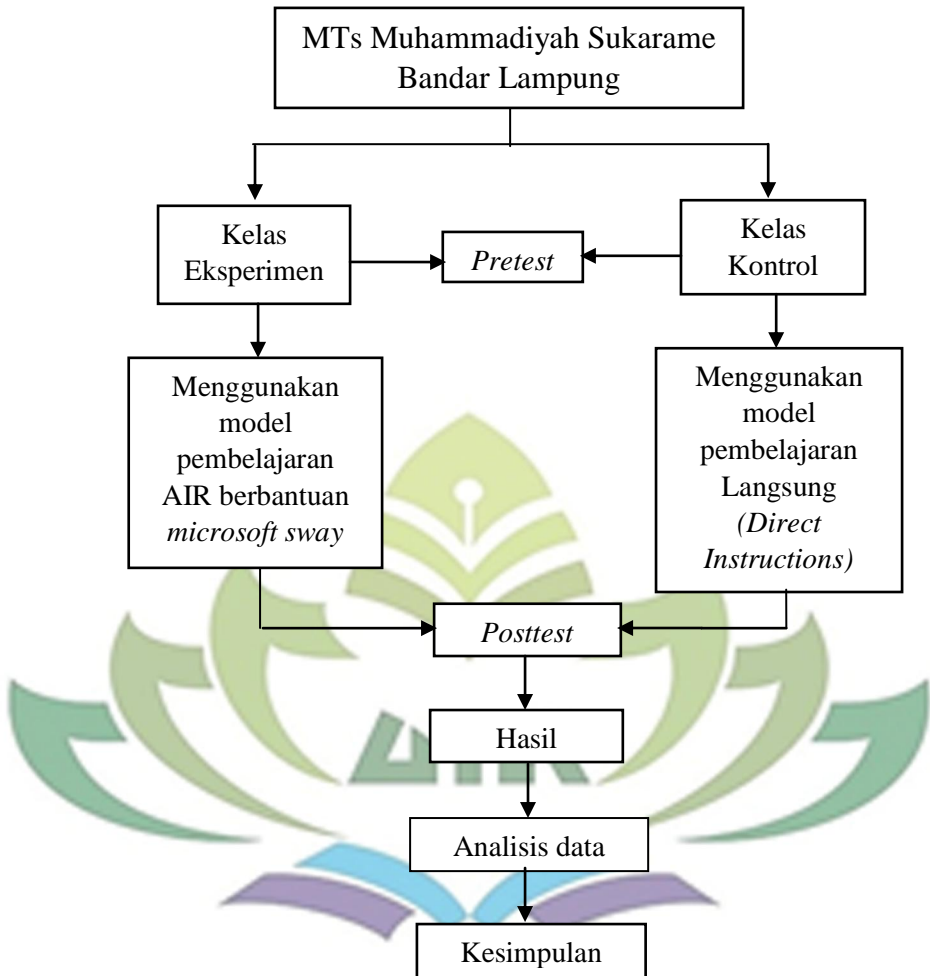 MTs Muhammadiyah Sukarame
Bandar Lampung
Kelas
Eksperimen
Pretest
Kelas
Kontrol
Menggunakan
model
pembelajaran
AIR berbantuan
microsoft sway
Menggunakan
model
pembelajaran
Langsung
(Direct
Instructions)
Posttest
Hasil
Analisis data
Kesimpulan